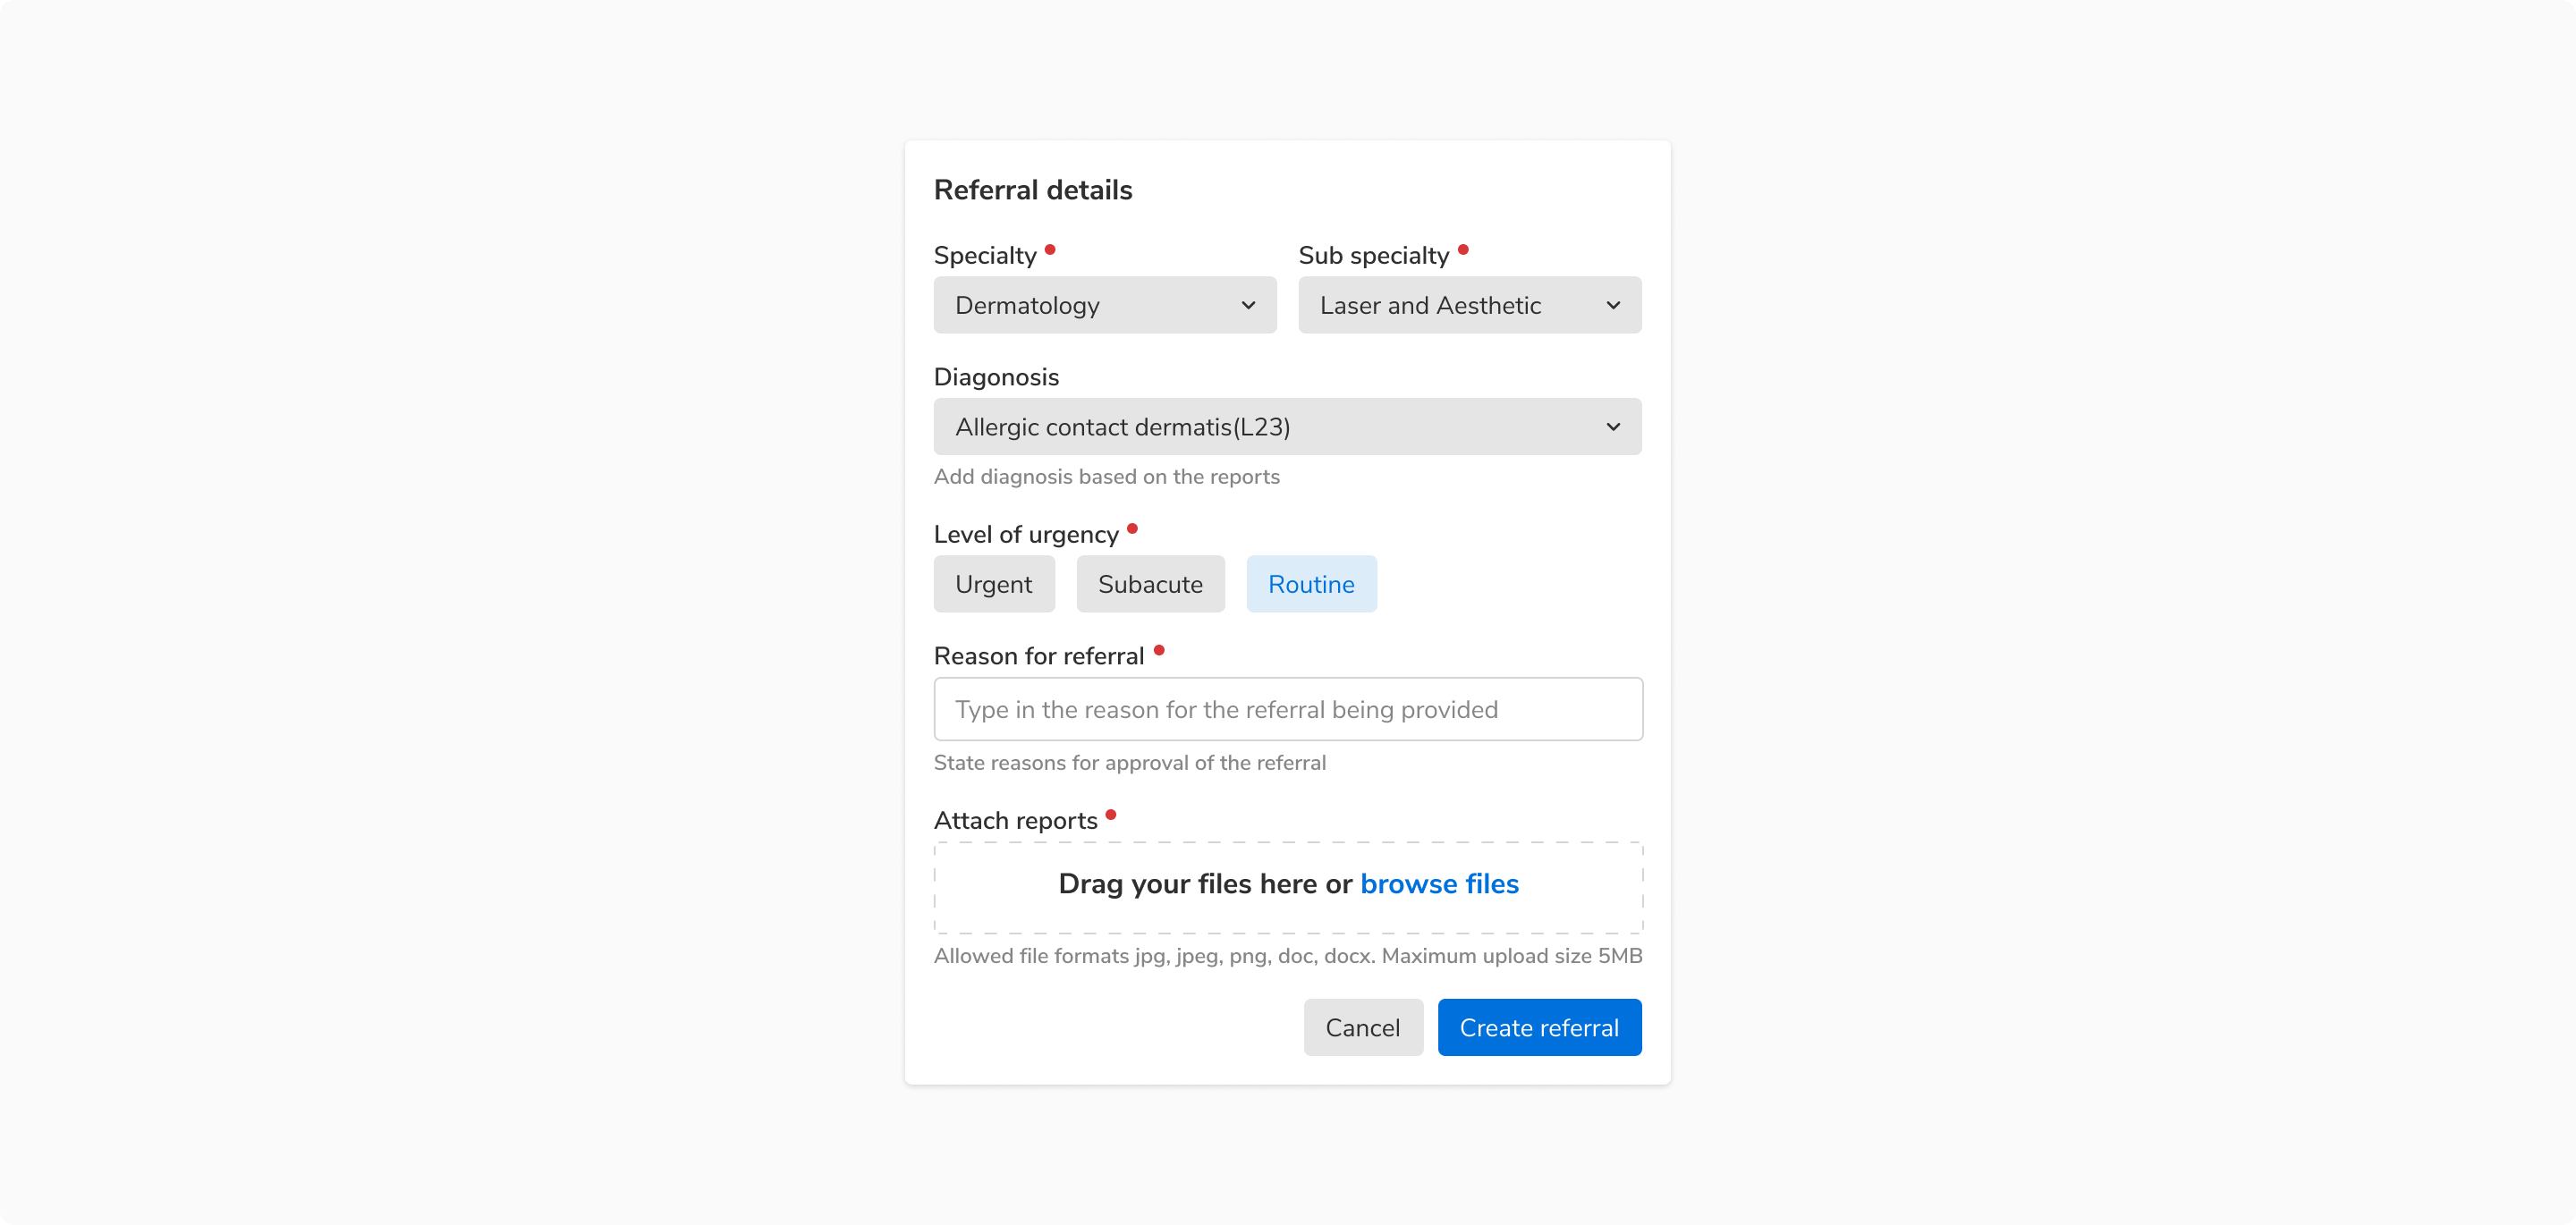 Referral details
Specialty
Sub specialty
Dermatology
Laser and Aesthetic
Diagonosis
Allergic contact dermatis(L23)
Add diagnosis based on the reports
Level of urgency
Urgent
Subacute
Routine
Reason for referral
Type in the reason for the referral being provided
State reasons for approval of the referral
Attach reports
Drag your files here or browse files
Allowed file formats jpg, jpeg, png, doc, docx. Maximum upload size 5MB
Cancel
Create referral